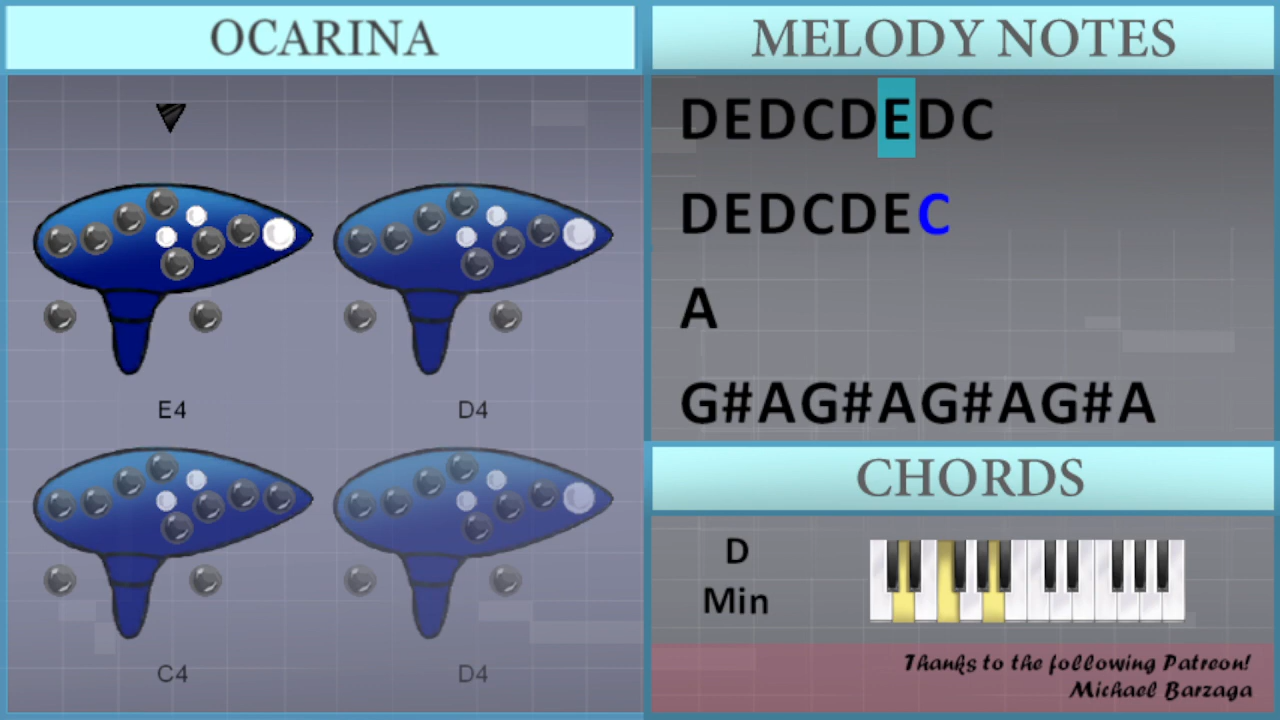 OCARINA
E4
D4
C4
D4
MELODY NOTES
DEDCDEDC
DEDCDEC
A
G#AG#AG#AG#A
CHORDS
D
Min
Thanks to the following Patreon!
Michael Barzaga